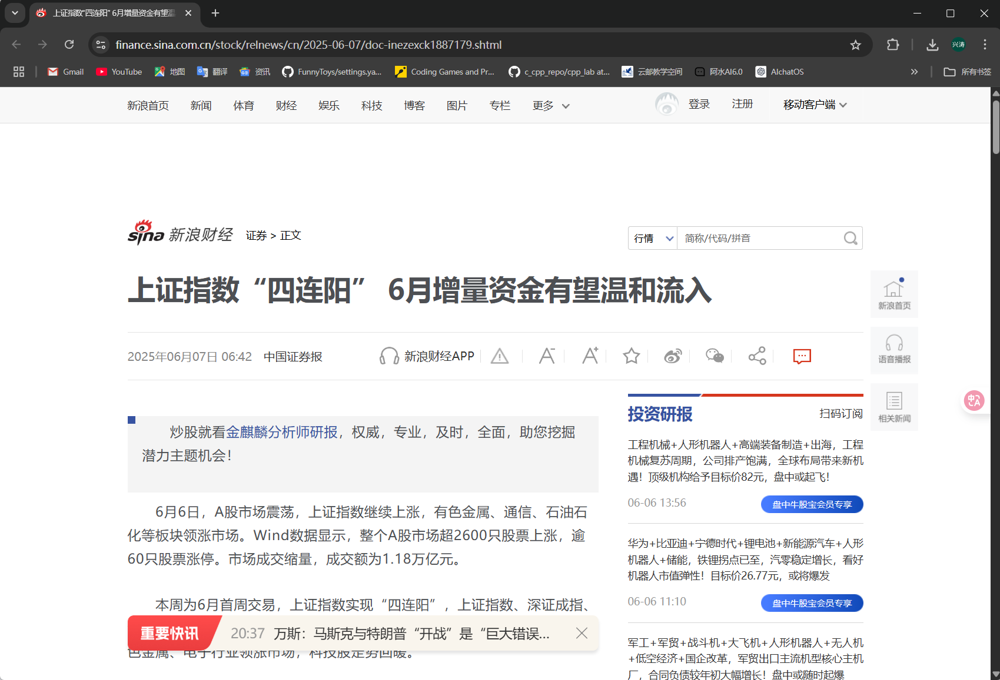 上证指数“四连阳” 6月增量资金有望温
finance.sina.com.cn/stock/relnews/cn/2025-06-07/doc-inezexck1887179.shtml
兴涛
Gmail
YouTube
地图
翻译
资讯
FunnyToys/settings.ya...
Coding Games and Pr...
c_cpp_repo/cpp_lab at...
云邮教学空间
阿水AI6.0
AIchatOS
所有书签
新浪首页
新闻
体育
财经
娱乐
科技
博客
图片
专栏
更多
登录
注册
移动客户端
sina 新浪财经
证券 > 正文
行情
简称/代码/拼音
上证指数“四连阳” 6月增量资金有望温和流入
2025年06月07日 06:42 中国证券报
新浪财经APP
炒股就看金麒麟分析师研报，权威，专业，及时，全面，助您挖掘
潜力主题机会！
6月6日，A股市场震荡，上证指数继续上涨，有色金属、通信、石油石
化等板块领涨市场。Wind数据显示，整个A股市场超2600只股票上涨，逾
60只股票涨停。市场成交缩量，成交额为1.18万亿元。
本周为6月首周交易，上证指数实现“四连阳”，上证指数、深证成指、
重要快讯
20:37 万斯：马斯克与特朗普“开战”是“巨大错误...
色金属、电子行业领涨市场，科技股走势回暖。
投资研报
扫码订阅
工程机械+人形机器人+高端装备制造+出海，工程
机械复苏周期，公司排产饱满，全球布局带来新机
遇！顶级机构给予目标价82元，盘中或起飞！
06-06 13:56
盘中牛股宝会员专享
华为+比亚迪+宁德时代+锂电池+新能源汽车+人形
机器人+储能，铁锂拐点已至，汽零稳定增长，看好
机器人市值弹性！目标价26.77元，或将爆发
06-06 11:10
盘中牛股宝会员专享
军工+军贸+战斗机+大飞机+人形机器人+无人机
+低空经济+国企改革，军贸出口主流机型核心主机
厂，合同负债较年初大幅增长！盘中或随时起爆
新浪首页
语音播报
相关新闻